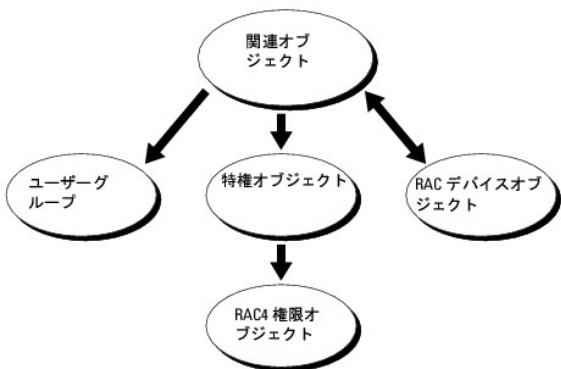 関連オブ
ジェクト
ユーザーグ
ループ
特権オブジェクト
RAC デバイスオブ
ジェクト
RAC4 権限オ
ブジェクト